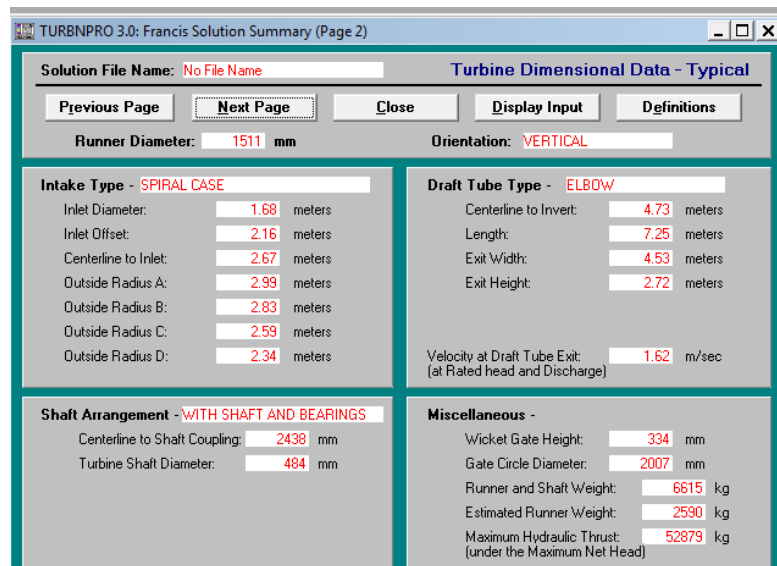 TURBNPRO 3.0: Francis Solution Summary (Page 2)
Solution File Name: No File Name Turbine Dimensional Data - Typical
Previous Page Next Page Close Display Input Definitions
Runner Diameter: 1511 mm Orientation: VERTICAL
Intake Type - SPIRAL CASE
Inlet Diameter: 1.68 meters
Inlet Offset: 2.16 meters
Centerline to Inlet: 2.67 meters
Outside Radius A: 2.99 meters
Outside Radius B: 2.83 meters
Outside Radius C: 2.59 meters
Outside Radius D: 2.34 meters
Draft Tube Type - ELBOW
Centerline to Invert: 4.73 meters
Length: 7.25 meters
Exit Width: 4.53 meters
Exit Height: 2.72 meters
Velocity at Draft Tube Exit: 1.62 m/sec
(at Rated head and Discharge)
Shaft Arrangement - WITH SHAFT AND BEARINGS
Centerline to Shaft Coupling: 2438 mm
Turbine Shaft Diameter: 484 mm
Miscellaneous -
Wicket Gate Height: 334 mm
Gate Circle Diameter: 2007 mm
Runner and Shaft Weight: 6615 kg
Estimated Runner Weight: 2590 kg
Maximum Hydraulic Thrust: 52879 kg
(under the Maximum Net Head)